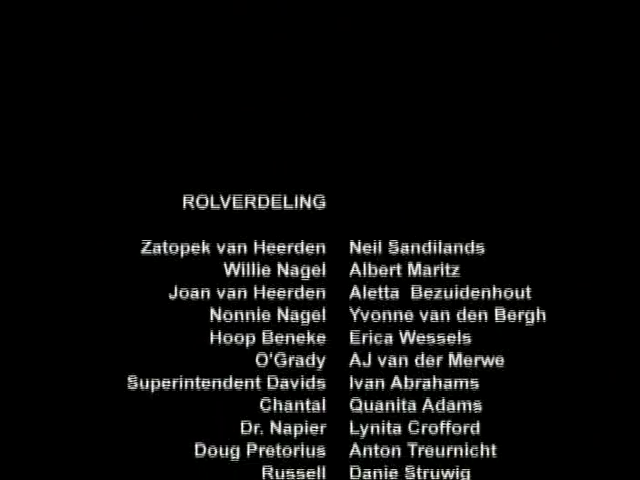 ROLVERDELING
Zatopek van Heerden Neil Sandilands
Willie Nagel Albert Maritz
Joan van Heerden Aletta Bezuidenhout
Nonnie Nagel Yvonne van den Bergh
Hoop Beneke Erica Wessels
O'Grady AJ van der Merwe
Superintendent Davids Ivan Abrahams
Chantal Quanita Adams
Dr. Napier Lynita Crofford
Doug Pretorius Anton Treurnicht
Russell Danie Struwig